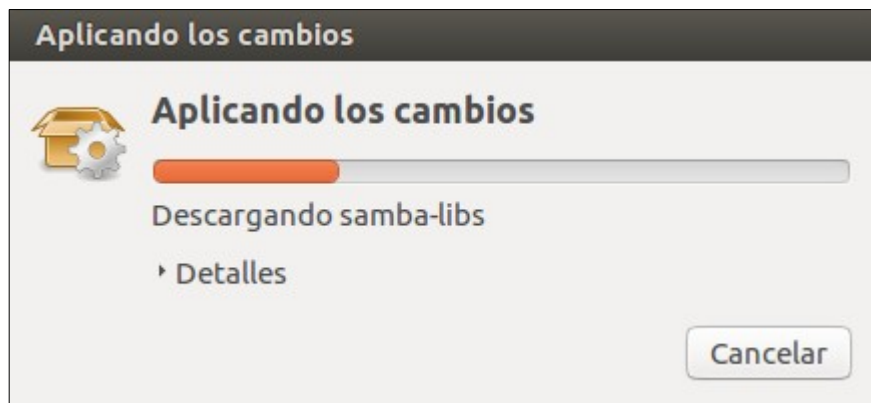 Aplicando los cambios
Aplicando los cambios
Descargando samba-libs
Detalles
Cancelar